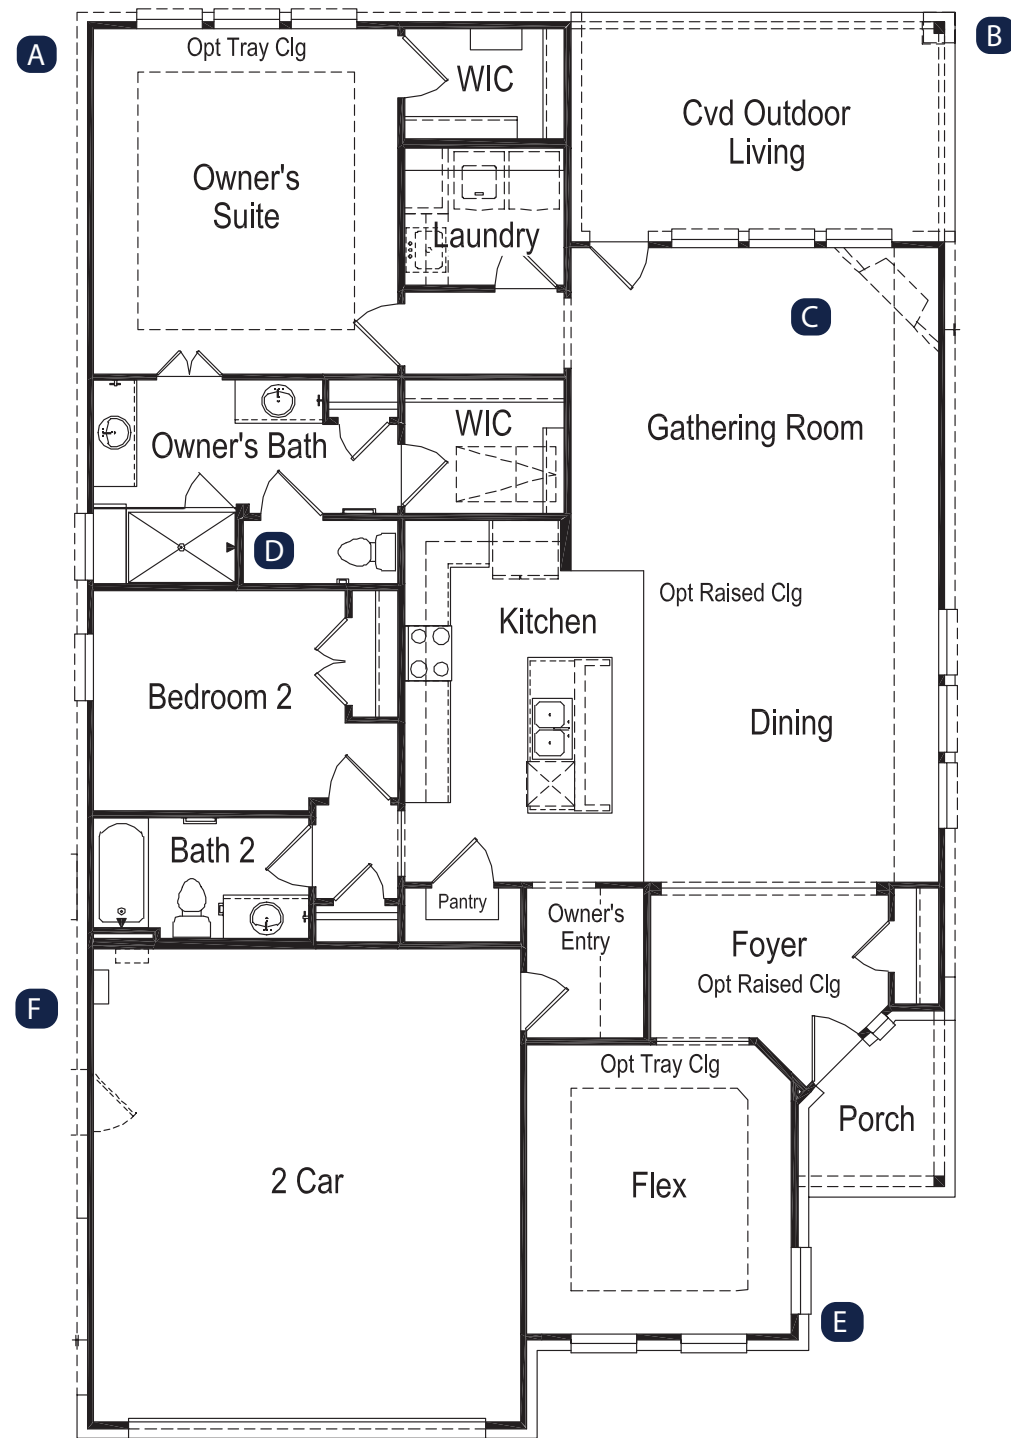 A
B
Opt Tray Clg
WIC
Cvd Outdoor
Living
Owner's
Suite
Laundry
C
Gathering Room
WIC
Owner's Bath
D
Opt Raised Clg
Kitchen
Bedroom 2
Dining
Bath 2
Pantry
Owner's
Entry
Foyer
Opt Raised Clg
F
Opt Tray Clg
Porch
2 Car
Flex
E